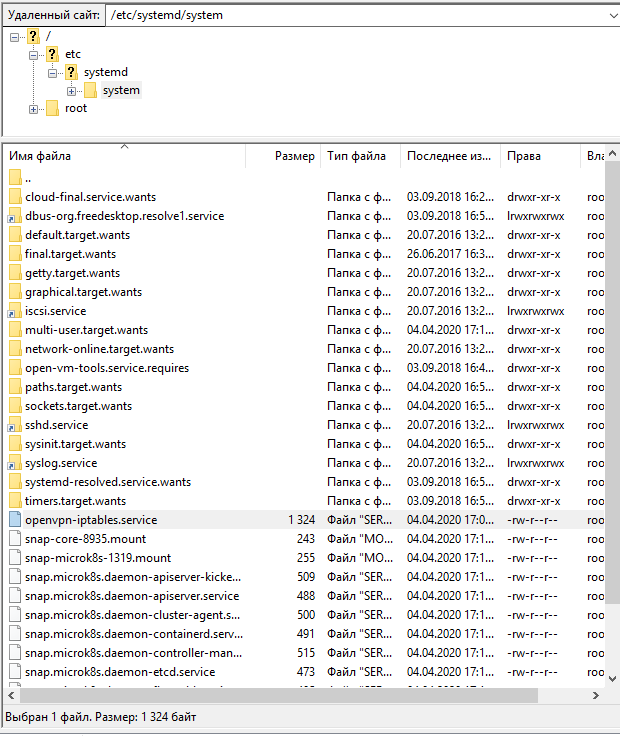 Удаленный сайт: /etc/systemd/system
/
etc
systemd
system
root
Имя файла Размер Тип файла Последнее из... Права Вла
..
cloud-final.service.wants Папка с ф... 03.09.2018 16:2... drwxr-xr-x roo
dbus-org.freedesktop.resolve1.service Папка с ф... 03.09.2018 16:5... lrwxrwxrwx roo
default.target.wants Папка с ф... 20.07.2016 13:2... drwxr-xr-x roo
final.target.wants Папка с ф... 26.06.2017 16:3... drwxr-xr-x roo
getty.target.wants Папка с ф... 20.07.2016 13:2... drwxr-xr-x roo
graphical.target.wants Папка с ф... 20.07.2016 13:2... drwxr-xr-x roo
iscsi.service Папка с ф... 20.07.2016 13:2... lrwxrwxrwx roo
multi-user.target.wants Папка с ф... 04.04.2020 17:1... drwxr-xr-x roo
network-online.target.wants Папка с ф... 20.07.2016 13:2... drwxr-xr-x roo
open-vm-tools.service.requires Папка с ф... 03.09.2018 16:4... drwxr-xr-x roo
paths.target.wants Папка с ф... 04.04.2020 16:5... drwxr-xr-x roo
sockets.target.wants Папка с ф... 04.04.2020 16:5... drwxr-xr-x roo
sshd.service Папка с ф... 20.07.2016 13:2... lrwxrwxrwx roo
sysinit.target.wants Папка с ф... 04.04.2020 16:5... drwxr-xr-x roo
syslog.service Папка с ф... 20.07.2016 13:2... lrwxrwxrwx roo
systemd-resolved.service.wants Папка с ф... 03.09.2018 16:5... drwxr-xr-x roo
timers.target.wants Папка с ф... 03.09.2018 16:5... drwxr-xr-x roo
openvpn-iptables.service 1 324 Файл "SER... 04.04.2020 17:0... -rw-r--r-- roo
snap-core-8935.mount 243 Файл "MO... 04.04.2020 17:1... -rw-r--r-- roo
snap-microk8s-1319.mount 255 Файл "MO... 04.04.2020 17:1... -rw-r--r-- roo
snap.microk8s.daemon-apiserver-kicke... 509 Файл "SER... 04.04.2020 17:1... -rw-r--r-- roo
snap.microk8s.daemon-apiserver.service 488 Файл "SER... 04.04.2020 17:1... -rw-r--r-- roo
snap.microk8s.daemon-cluster-agent.s... 500 Файл "SER... 04.04.2020 17:1... -rw-r--r-- roo
snap.microk8s.daemon-containerd.serv... 491 Файл "SER... 04.04.2020 17:1... -rw-r--r-- roo
snap.microk8s.daemon-controller-man... 515 Файл "SER... 04.04.2020 17:1... -rw-r--r-- roo
snap.microk8s.daemon-etcd.service 473 Файл "SER... 04.04.2020 17:1... -rw-r--r-- roo
Выбран 1 файл. Размер: 1 324 байт